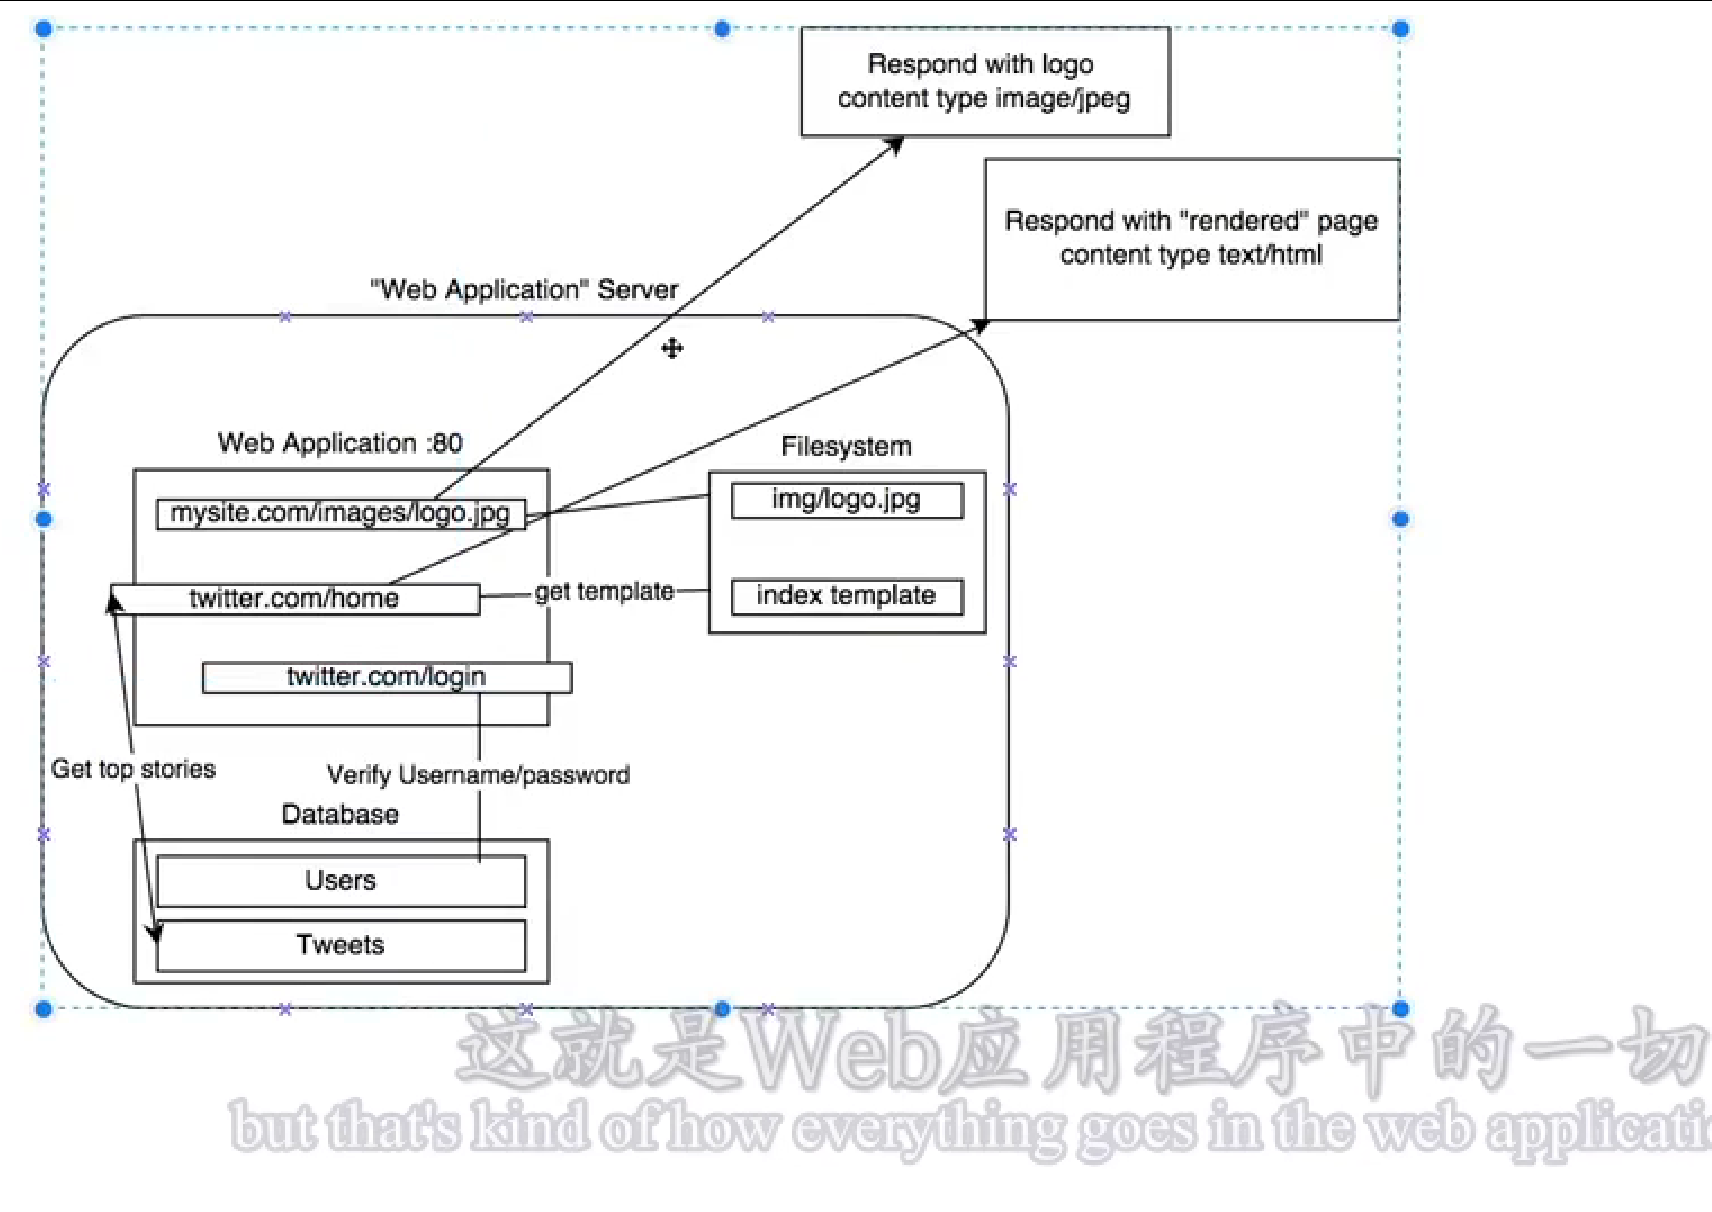 Respond with logo
content type image/jpeg
Respond with "rendered" page
content type text/html
"Web Application" Server
Web Application :80
Filesystem
mysite.com/images/logo.jpg
img/logo.jpg
twitter.com/home
get template
index template
twitter.com/login
Get top stories
Verify Username/password
Database
Users
Tweets
这就是Web应用程序中的一切
but that's kind of how everything goes in the web